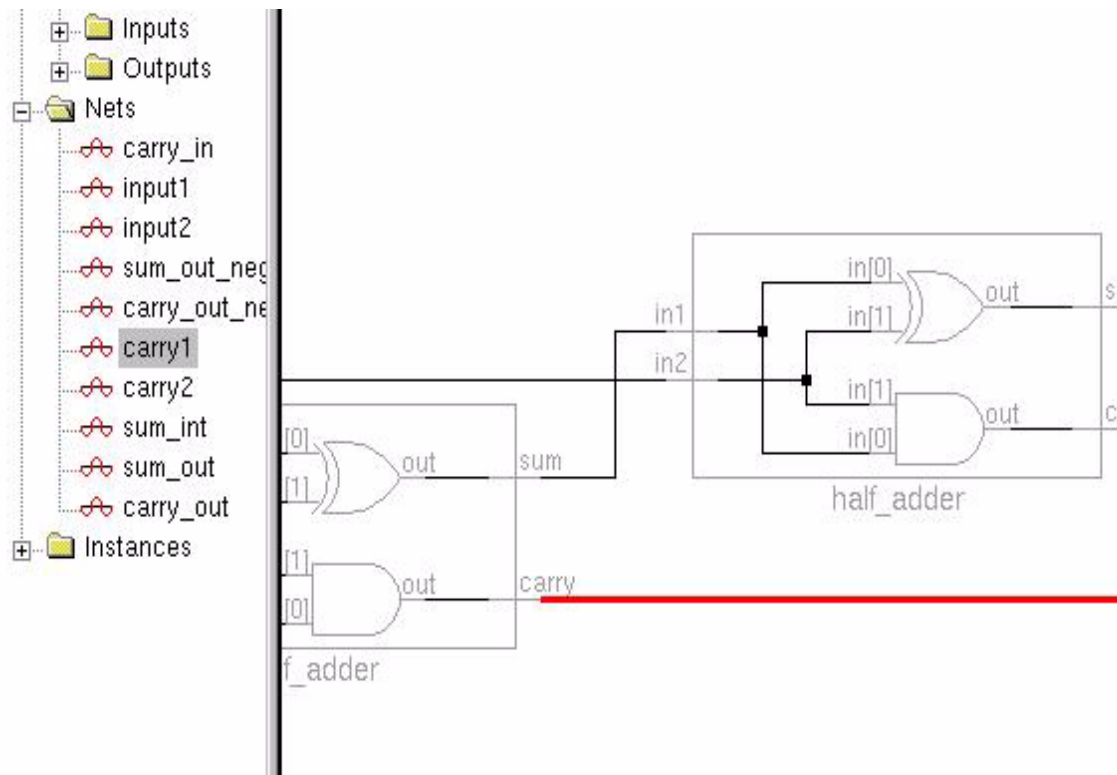 Inputs
Outputs
Nets
carry_in
input1
input2
sum_out_neg
carry_out_ne
carry1
carry2
sum_int
sum_out
carry_out
Instances
in[0]
out
s
in1
in[1]
in2
in[1]
out
c
in[0]
half_adder
[0]
out
sum
[1]
[1]
out
carry
[0]
f_adder